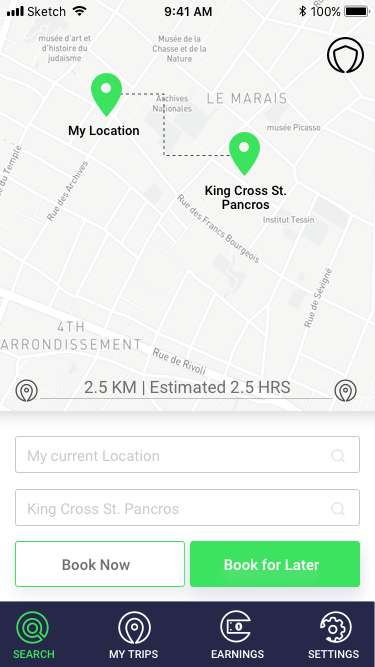 Sketch
9:41 AM
100%
musée d'art et
d'histoire du
judaïsme
Musée de la
Chasse et de la
Nature
Archives
Nationales
LE MARAIS
musée Picasso
My Location
King Cross St.
Pancros
Institut Tessin
du Temple
Rue des Archives
Rue des Francs Bourgeois
Rue de Sévigné
4TH
ARRONDISSEMENT
Rue de Rivoli
2.5 KM | Estimated 2.5 HRS
My current Location
King Cross St. Pancros
Book Now
Book for Later
SEARCH
MY TRIPS
EARNINGS
SETTINGS